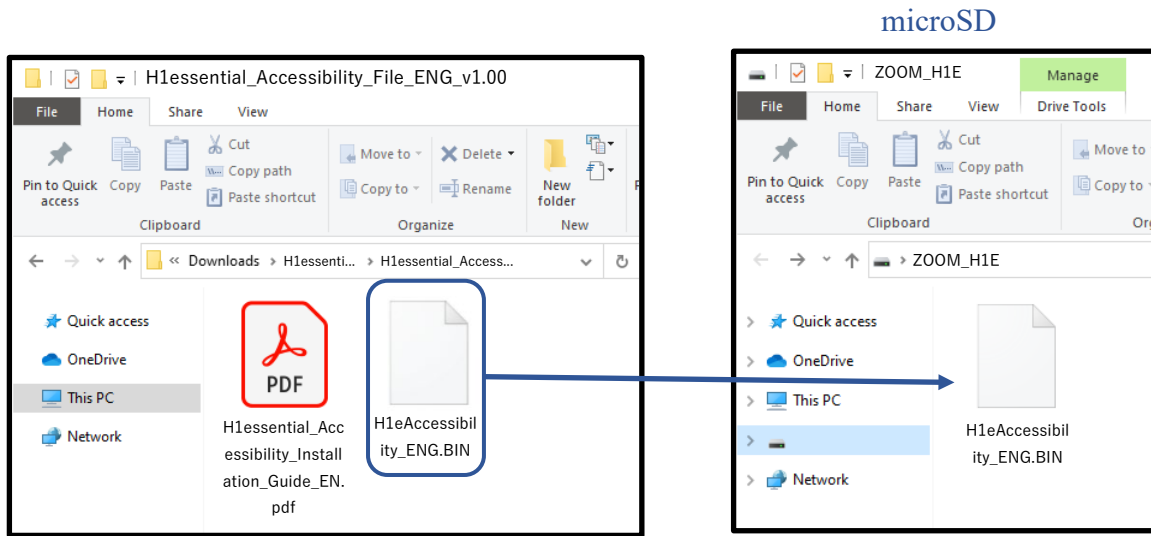 microSD
H1essential_Accessibility_File_ENG_v1.00
File Home Share View
Pin to Quick access
Copy
Paste
Cut
Copy path
Paste shortcut
Clipboard
Move to
Copy to
Delete
Rename
Organize
New folder
New
« Downloads > H1essenti... > H1essential_Access...
Quick access
OneDrive
This PC
Network
PDF
H1essential_Acc
essibility_Install
ation_Guide_EN.
pdf
H1eAccessibil
ity_ENG.BIN
ZOOM_H1E
Manage
File Home Share View Drive Tools
Pin to Quick access
Copy
Paste
Cut
Copy path
Paste shortcut
Clipboard
Move to
Copy to
Or
> ZOOM_H1E
Quick access
OneDrive
This PC
Network
H1eAccessibil
ity_ENG.BIN